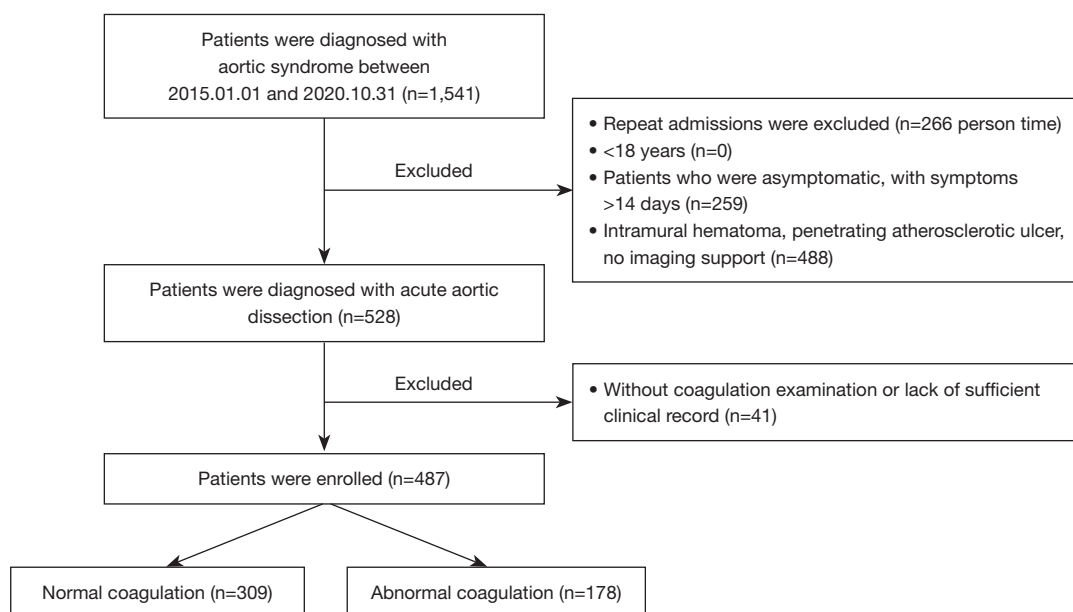 Patients were diagnosed with
aortic syndrome between
2015.01.01 and 2020.10.31 (n=1,541)
Excluded
• Repeat admissions were excluded (n=266 person time)
• <18 years (n=0)
• Patients who were asymptomatic, with symptoms
>14 days (n=259)
• Intramural hematoma, penetrating atherosclerotic ulcer,
no imaging support (n=488)
Patients were diagnosed with acute aortic
dissection (n=528)
Excluded
• Without coagulation examination or lack of sufficient
clinical record (n=41)
Patients were enrolled (n=487)
Normal coagulation (n=309)
Abnormal coagulation (n=178)